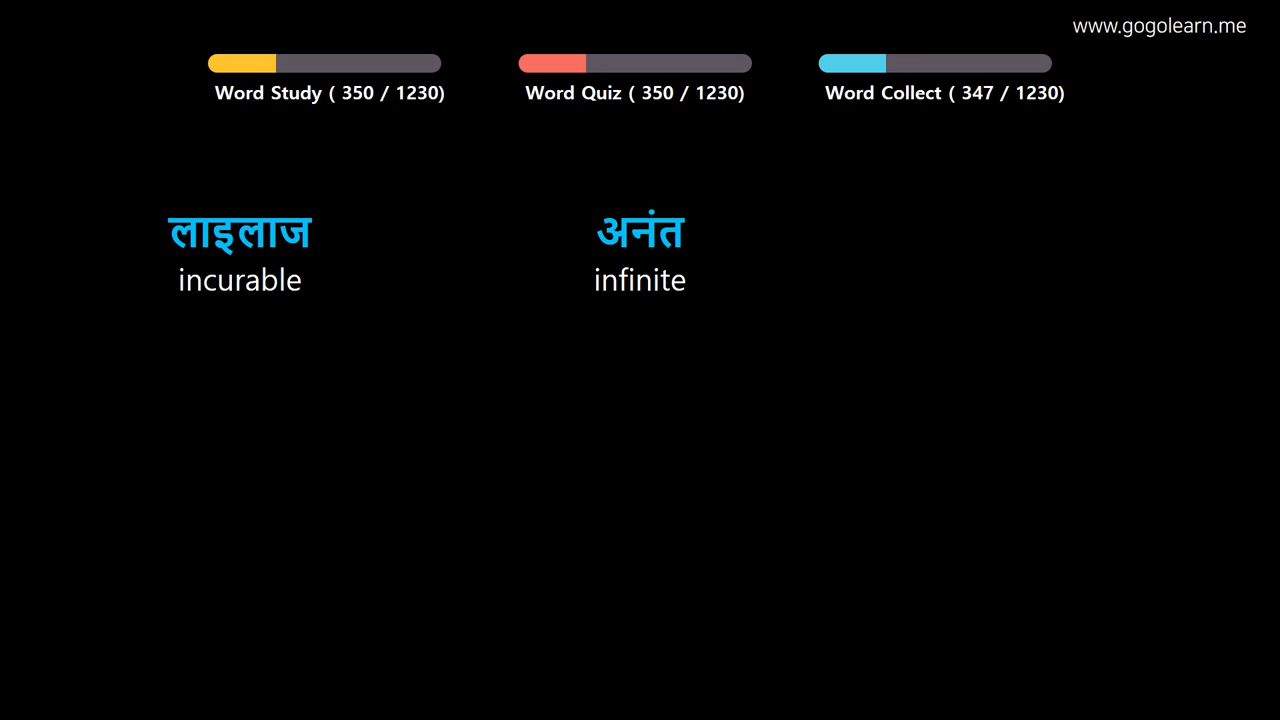 www.gogolearn.me
Word Study ( 350 / 1230)
Word Quiz ( 350 / 1230)
Word Collect ( 347 / 1230)
लाइलाज
incurable
अनंत
infinite